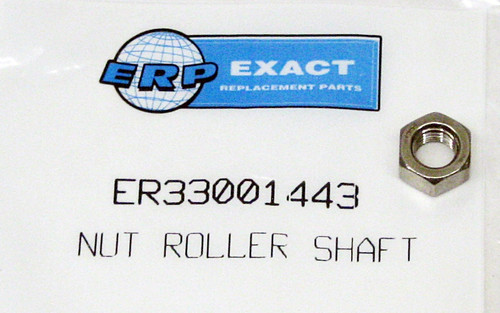 ERP EXACT
REPLACEMENT PARTS
ER33001443
NUT ROLLER SHAFT